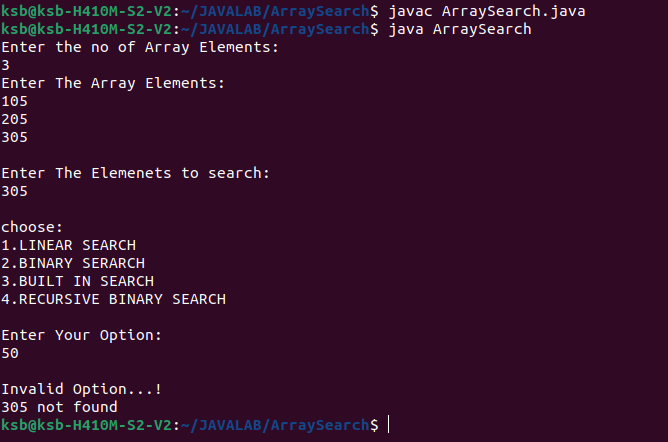 ksb@ksb-H410M-S2-V2:~/JAVALAB/ArraySearch$ javac ArraySearch.java
ksb@ksb-H410M-S2-V2:~/JAVALAB/ArraySearch$ java ArraySearch
Enter the no of Array Elements:
3
Enter The Array Elements:
105
205
305
Enter The Elemenets to search:
305
choose:
1.LINEAR SEARCH
2.BINARY SERARCH
3.BUILT IN SEARCH
4.RECURSIVE BINARY SEARCH
Enter Your Option:
50
Invalid Option...!
305 not found
ksb@ksb-H410M-S2-V2:~/JAVALAB/ArraySearch$